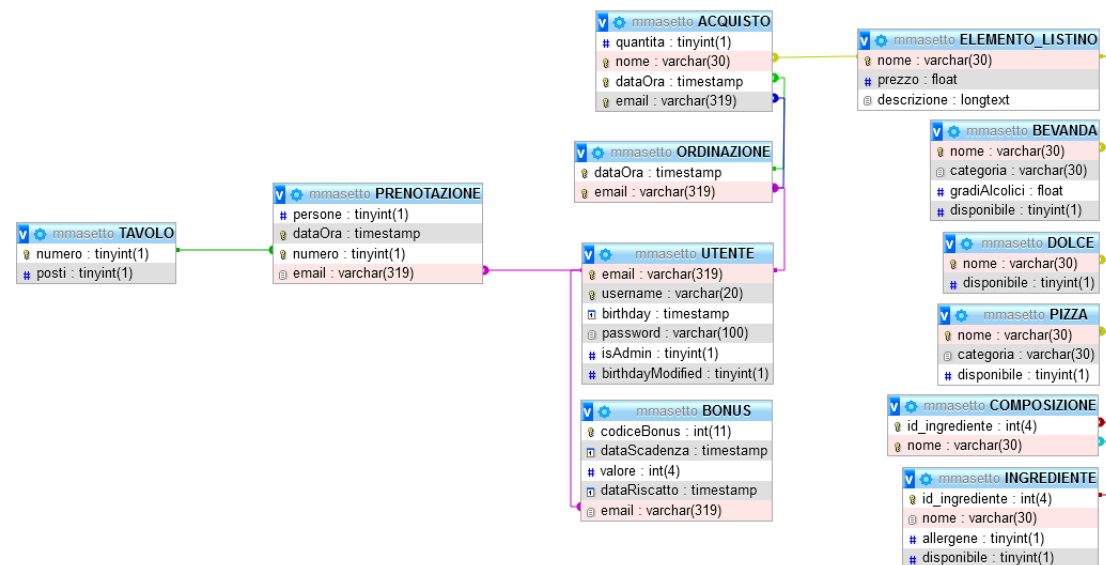 v mmasetto ACQUISTO
# quantita : tinyint(1)
nome : varchar(30)
dataOra : timestamp
email : varchar(319)
v mmasetto ELEMENTO_LISTINO
nome : varchar(30)
# prezzo : float
descrizione : longtext
v mmasetto BEVANDA
nome : varchar(30)
categoria : varchar(30)
# gradiAlcolici : float
# disponibile : tinyint(1)
v mmasetto ORDINAZIONE
dataOra : timestamp
email : varchar(319)
v mmasetto PRENOTAZIONE
# persone : tinyint(1)
dataOra : timestamp
numero : tinyint(1)
email : varchar(319)
v mmasetto TAVOLO
numero : tinyint(1)
# posti : tinyint(1)
v mmasetto UTENTE
email : varchar(319)
username : varchar(20)
birthday : timestamp
password : varchar(100)
# isAdmin : tinyint(1)
# birthdayModified : tinyint(1)
v mmasetto DOLCE
nome : varchar(30)
# disponibile : tinyint(1)
v mmasetto PIZZA
nome : varchar(30)
categoria : varchar(30)
# disponibile : tinyint(1)
v mmasetto BONUS
codiceBonus : int(11)
dataScadenza : timestamp
# valore : int(4)
dataRiscatto : timestamp
email : varchar(319)
v mmasetto COMPOSIZIONE
id_ingrediente : int(4)
nome : varchar(30)
v mmasetto INGREDIENTE
id_ingrediente : int(4)
nome : varchar(30)
# allergene : tinyint(1)
# disponibile : tinyint(1)